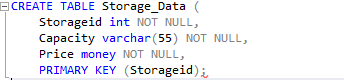 CREATE TABLE Storage_Data (
Storageid int NOT NULL,
Capacity varchar(55) NOT NULL,
Price money NOT NULL,
PRIMARY KEY (Storageid);